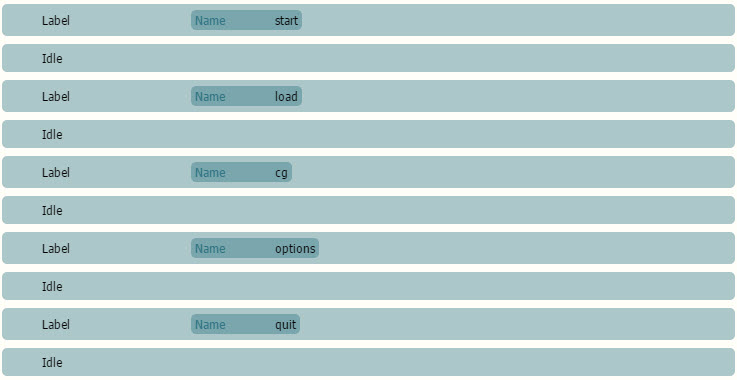 Label Name start
Idle
Label Name load
Idle
Label Name cg
Idle
Label Name options
Idle
Label Name quit
Idle